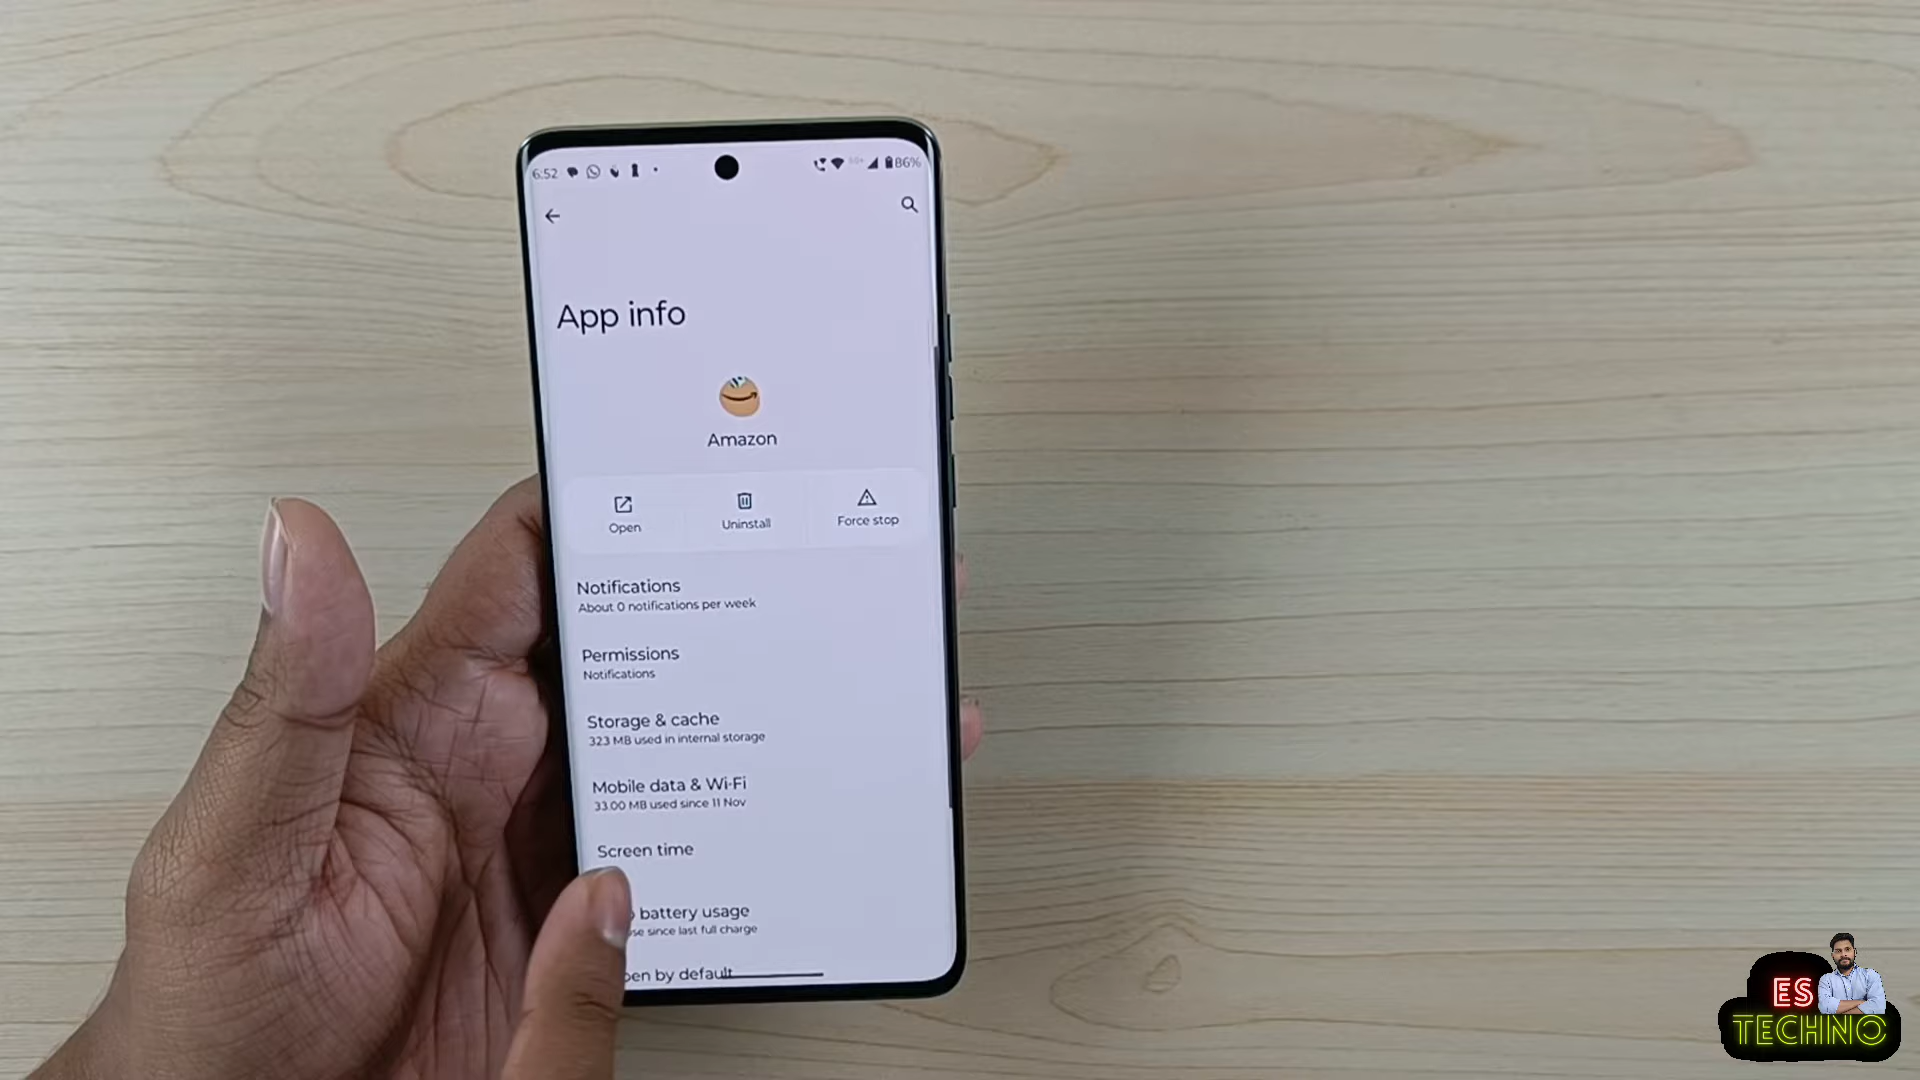 6:52
86%
App info
Amazon
Open
Uninstall
Force stop
Notifications
About 0 notifications per week
Permissions
Notifications
Storage & cache
323 MB used in internal storage
Mobile data & Wi-Fi
33.00 MB used since 11 Nov
Screen time
battery usage
since last full charge
by default
ES
TECHNO